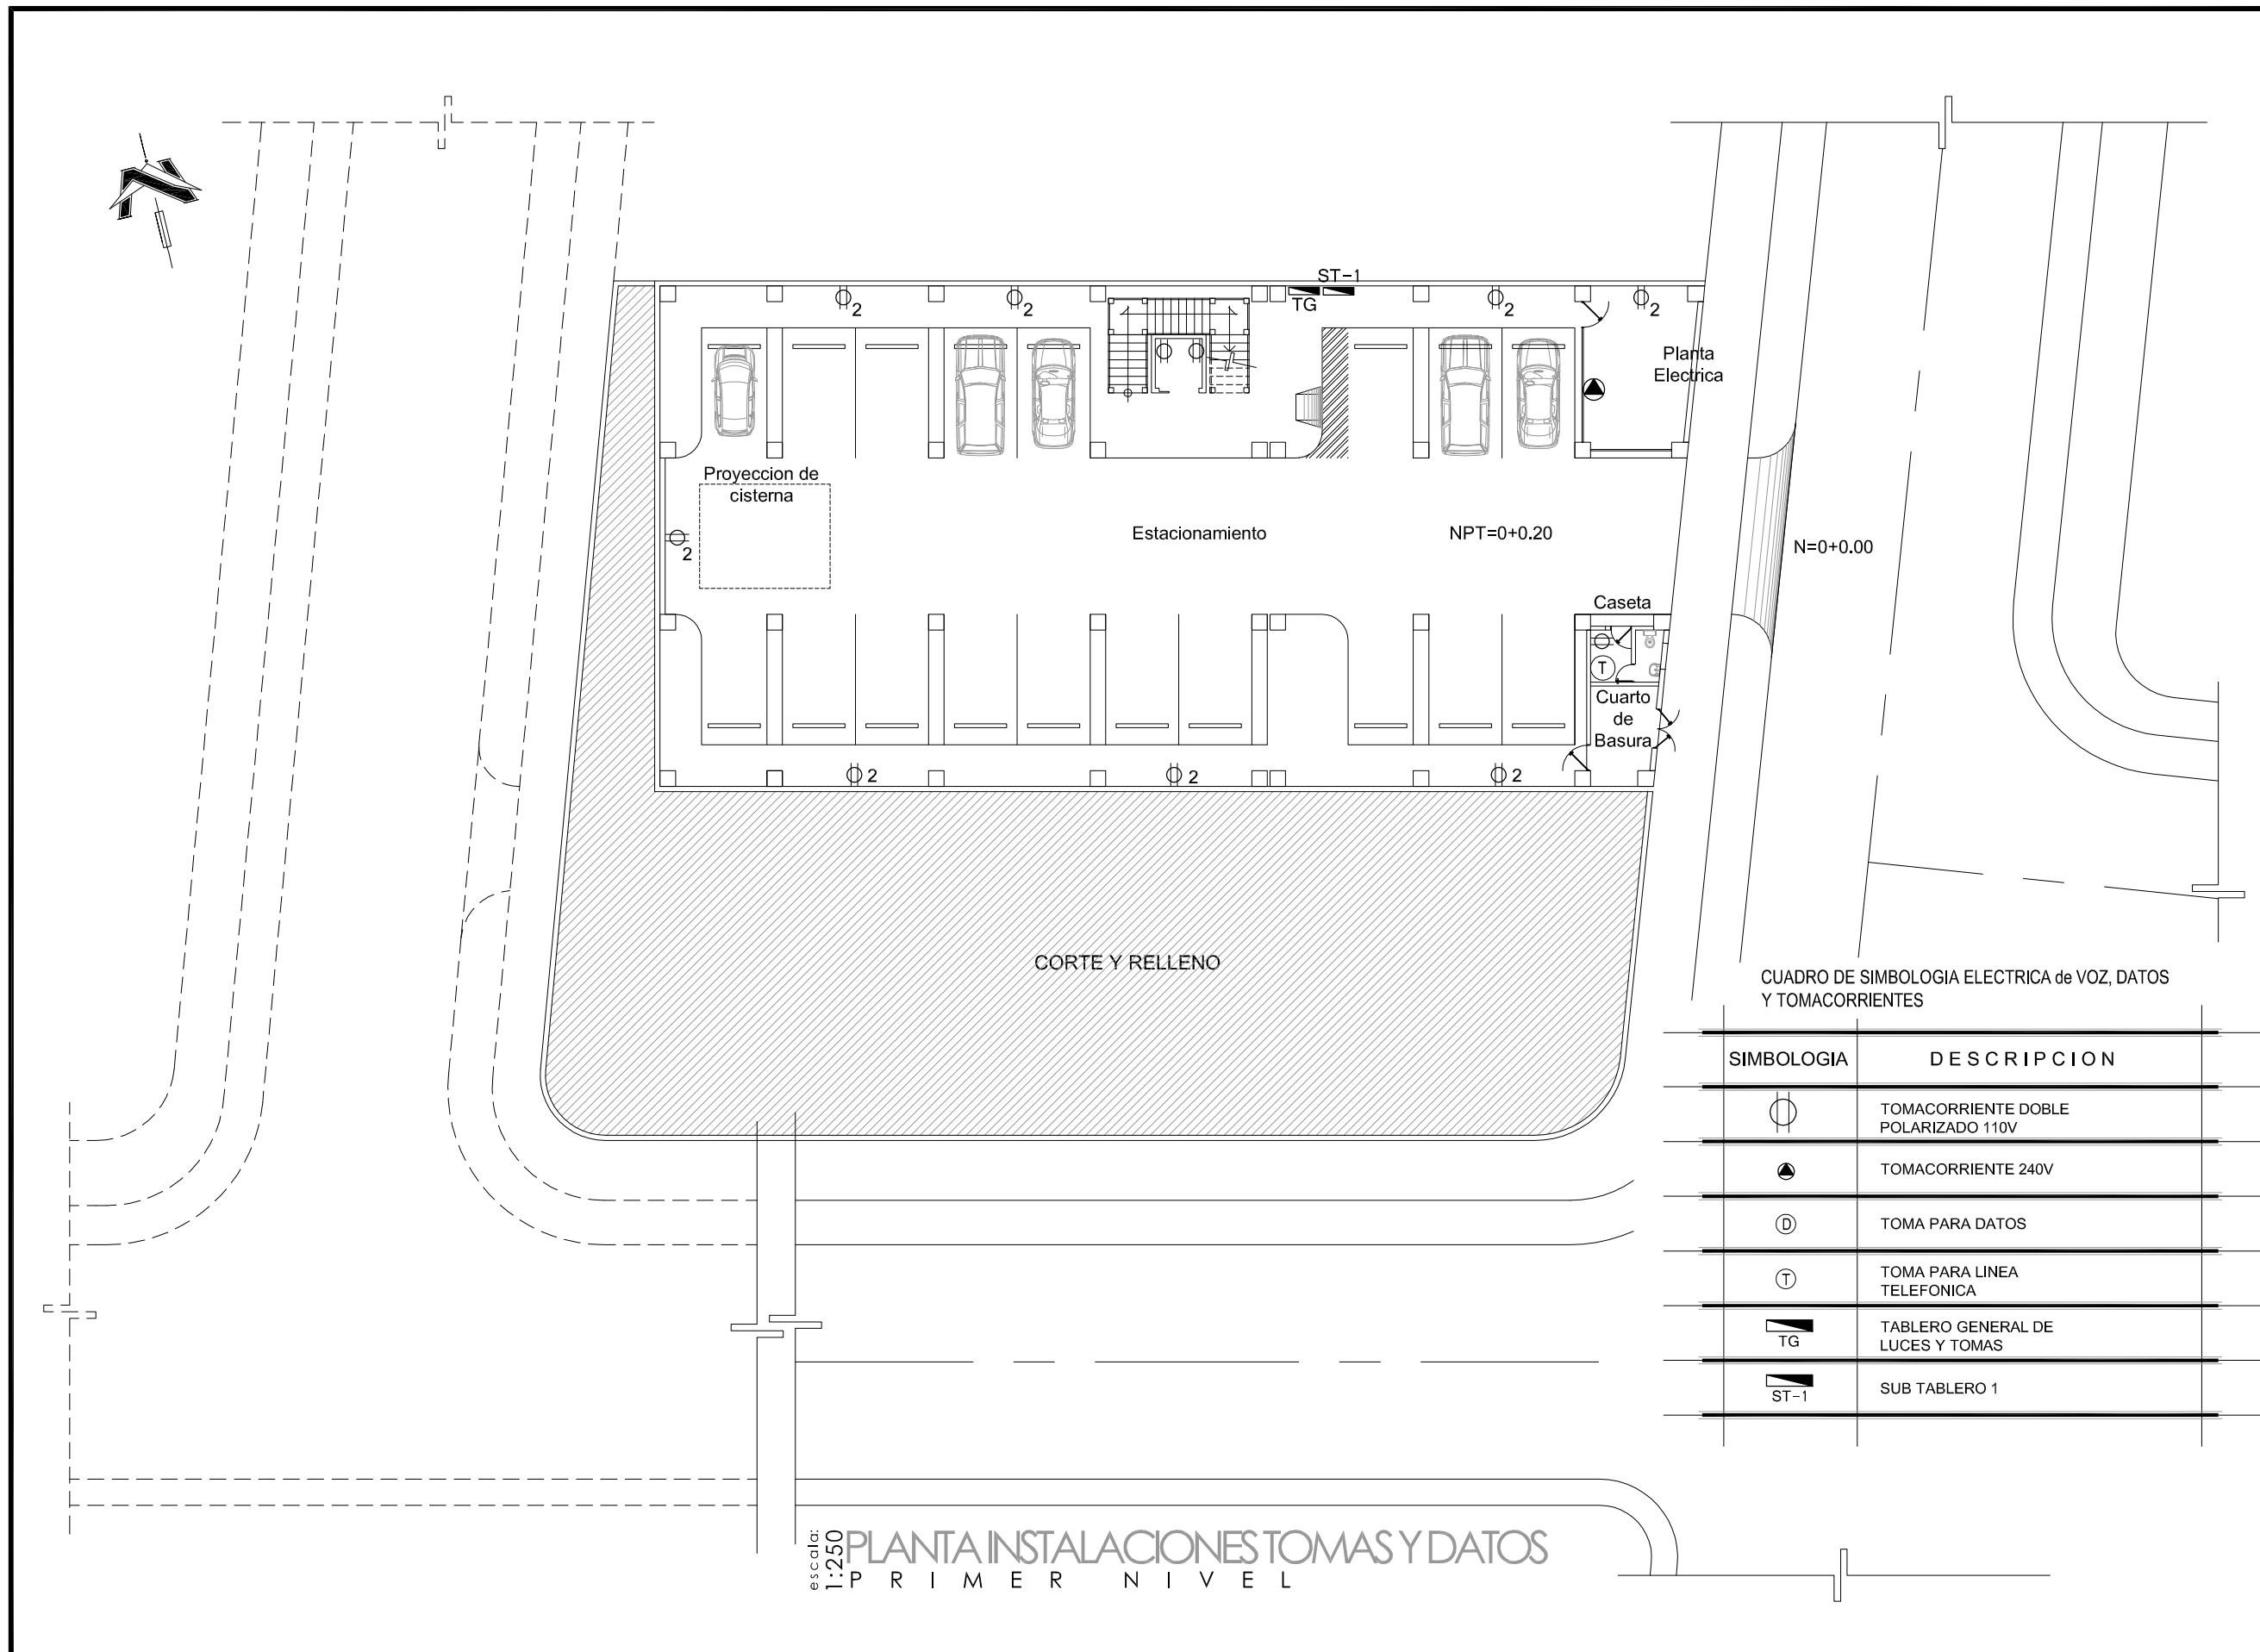 ST-1
TG
2
2
2
2
Planta
Electrica
Proyeccion de
cisterna
2
Estacionamiento
NPT=0+0.20
N=0+0.00
Caseta
T
Cuarto
de
Basura
2
2
2
CORTE Y RELLENO
CUADRO DE SIMBOLOGIA ELECTRICA de VOZ, DATOS
Y TOMACORRIENTES
SIMBOLOGIA
DESCRIPCION
TOMACORRIENTE DOBLE
POLARIZADO 110V
TOMACORRIENTE 240V
D
TOMA PARA DATOS
T
TOMA PARA LINEA
TELEFONICA
TG
TABLERO GENERAL DE
LUCES Y TOMAS
ST-1
SUB TABLERO 1
escala:
1:250
PLANTA INSTALACIONES TOMAS Y DATOS
PRIMER NIVEL